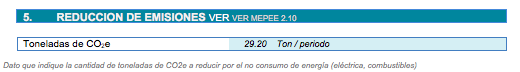 5. REDUCCION DE EMISIONES VER VER MEPEE 2.10
Toneladas de CO₂e 29.20 Ton / periodo
Dato que indique la cantidad de toneladas de CO2e a reducir por el no consumo de energía (eléctrica, combustibles)